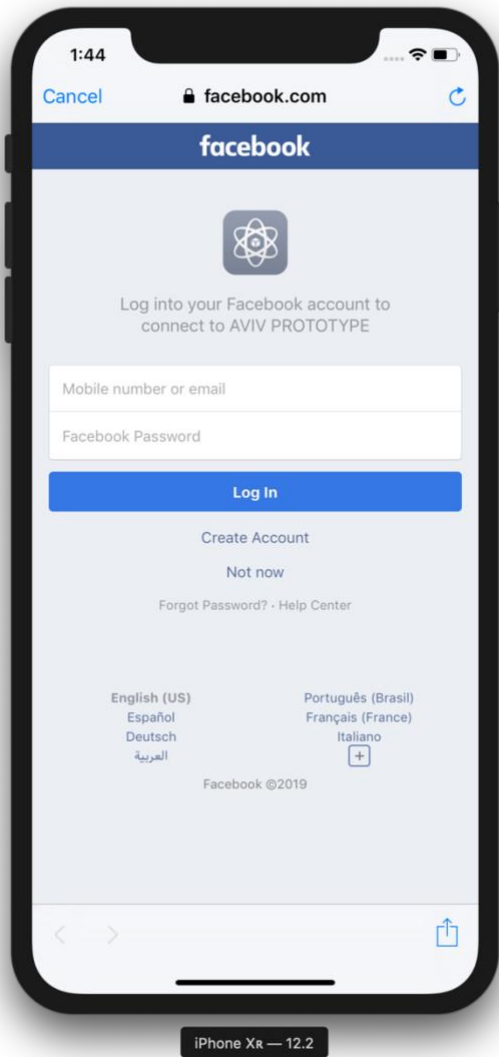 1:44
Cancel facebook.com
facebook
Log into your Facebook account to
connect to AVIV PROTOTYPE
Mobile number or email
Facebook Password
Log In
Create Account
Not now
Forgot Password? · Help Center
English (US) Português (Brasil)
Español Français (France)
Deutsch Italiano
العربية +
Facebook ©2019
iPhone Xʀ — 12.2